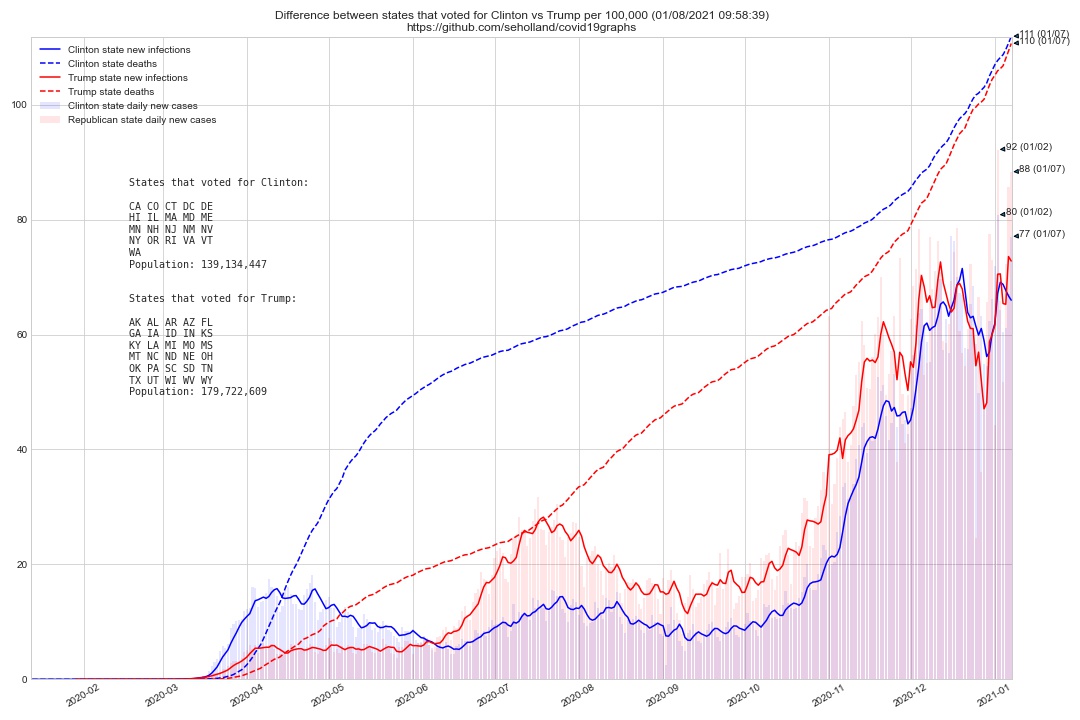 Difference between states that voted for Clinton vs Trump per 100,000 (01/08/2021 09:58:39)
https://github.com/seholland/covid19graphs
Clinton state new infections
Clinton state deaths
Trump state new infections
Trump state deaths
Clinton state daily new cases
Republican state daily new cases
States that voted for Clinton:
CA CO CT DC DE
HI IL MA MD ME
MN NH NJ NM NV
NY OR RI VA VT
WA
Population: 139,134,447
States that voted for Trump:
AK AL AR AZ FL
GA IA ID IN KS
KY LA MI MO MS
MT NC ND NE OH
OK PA SC SD TN
TX UT WI WV WY
Population: 179,722,609
111 (01/07)
110 (01/07)
92 (01/02)
88 (01/07)
80 (01/02)
77 (01/07)
100
80
60
40
20
0
2020-02
2020-03
2020-04
2020-05
2020-06
2020-07
2020-08
2020-09
2020-10
2020-11
2020-12
2021-01